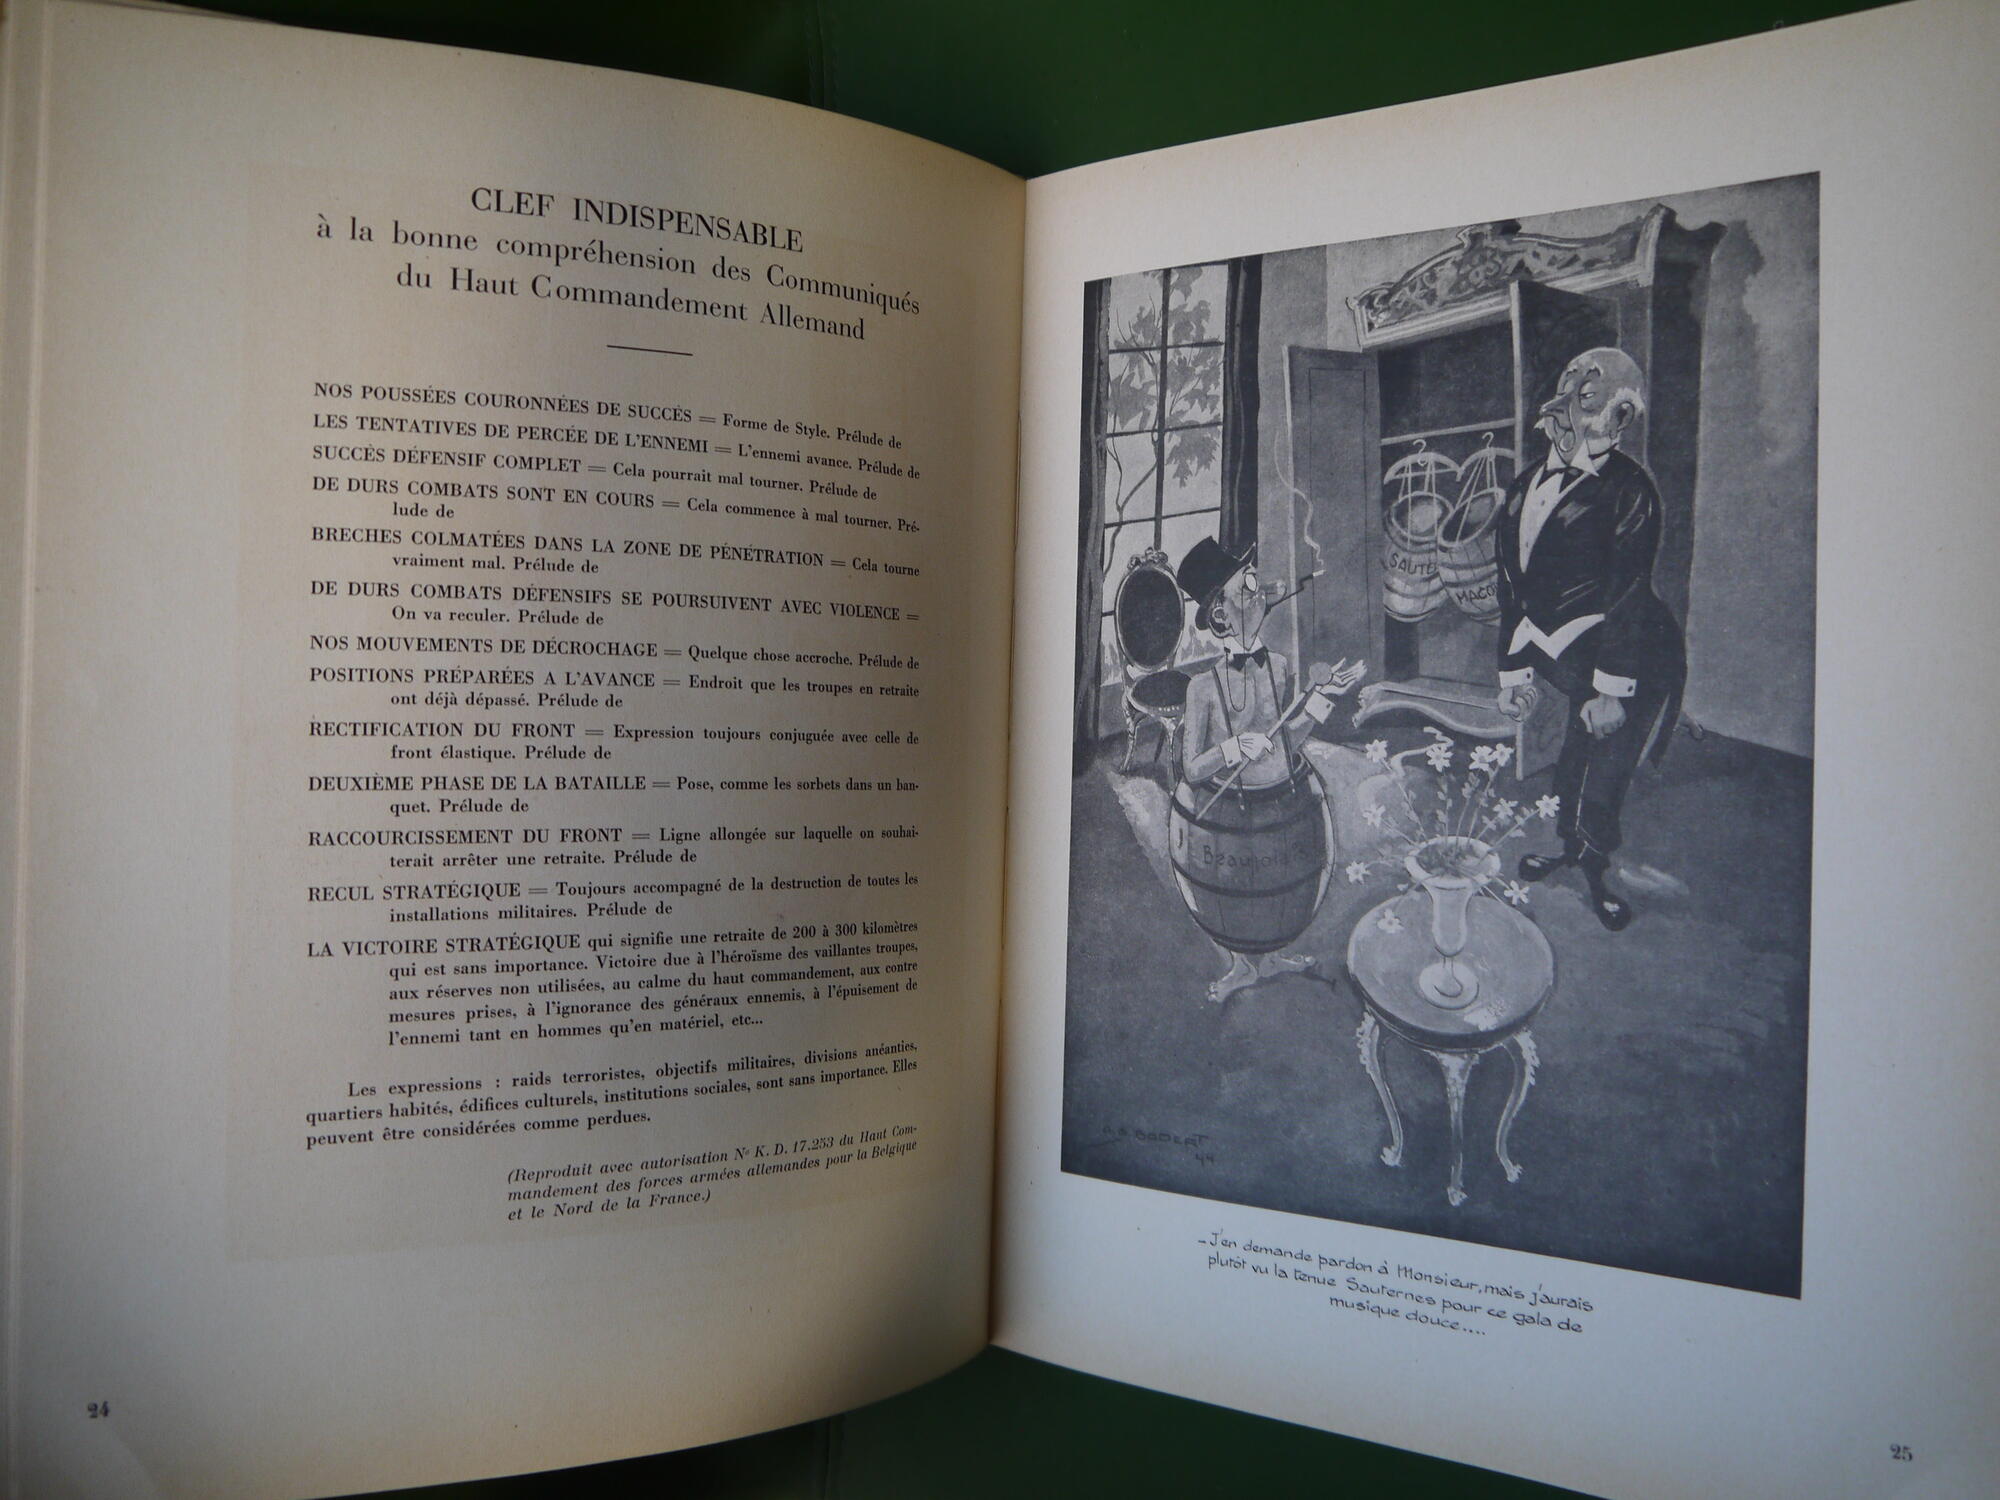 CLEF INDISPENSABLE
à la bonne compréhension des Communiqués
du Haut Commandement Allemand
NOS POUSSÉES COURONNÉES DE SUCCÈS = Forme de Style. Prélude de
LES TENTATIVES DE PERCÉE DE L'ENNEMI = L'ennemi avance. Prélude de
SUCCÈS DÉFENSIF COMPLET = Cela pourrait mal tourner. Prélude de
DE DURS COMBATS SONT EN COURS = Cela commence à mal tourner. Pré-
lude de
BRECHES COLMATÉES DANS LA ZONE DE PÉNÉTRATION = Cela tourne
vraiment mal. Prélude de
DE DURS COMBATS DÉFENSIFS SE POURSUIVENT AVEC VIOLENCE =
On va reculer. Prélude de
NOS MOUVEMENTS DE DÉCROCHAGE = Quelque chose accroche. Prélude de
POSITIONS PRÉPARÉES A L'AVANCE = Endroit que les troupes en retraite
ont déjà dépassé. Prélude de
RECTIFICATION DU FRONT = Expression toujours conjuguée avec celle de
front élastique. Prélude de
DEUXIÈME PHASE DE LA BATAILLE = Pose, comme les sorbets dans un ban-
quet. Prélude de
RACCOURCISSEMENT DU FRONT = Ligne allongée sur laquelle on souhai-
terait arrêter une retraite. Prélude de
RECUL STRATÉGIQUE = Toujours accompagné de la destruction de toutes les
installations militaires. Prélude de
LA VICTOIRE STRATÉGIQUE qui signifie une retraite de 200 à 300 kilomètres
qui est sans importance. Victoire due à l'héroïsme des vaillantes troupes,
aux réserves non utilisées, au calme du haut commandement, aux contre
mesures prises, à l'ignorance des généraux ennemis, à l'épuisement de
l'ennemi tant en hommes qu'en matériel, etc...
Les expressions : raids terroristes, objectifs militaires, divisions anéanties,
quartiers habités, édifices culturels, institutions sociales, sont sans importance. Elles
peuvent être considérées comme perdues.
(Reproduit avec autorisation No K. D. 17.253 du Haut Com-
mandement des forces armées allemandes pour la Belgique
et le Nord de la France.)
24
SAUTE
MACO
Beaujolais
44
– J'en demande pardon à Monsieur, mais j'aurais
plutôt vu la tenue Sauternes pour ce gala de
musique douce....
25